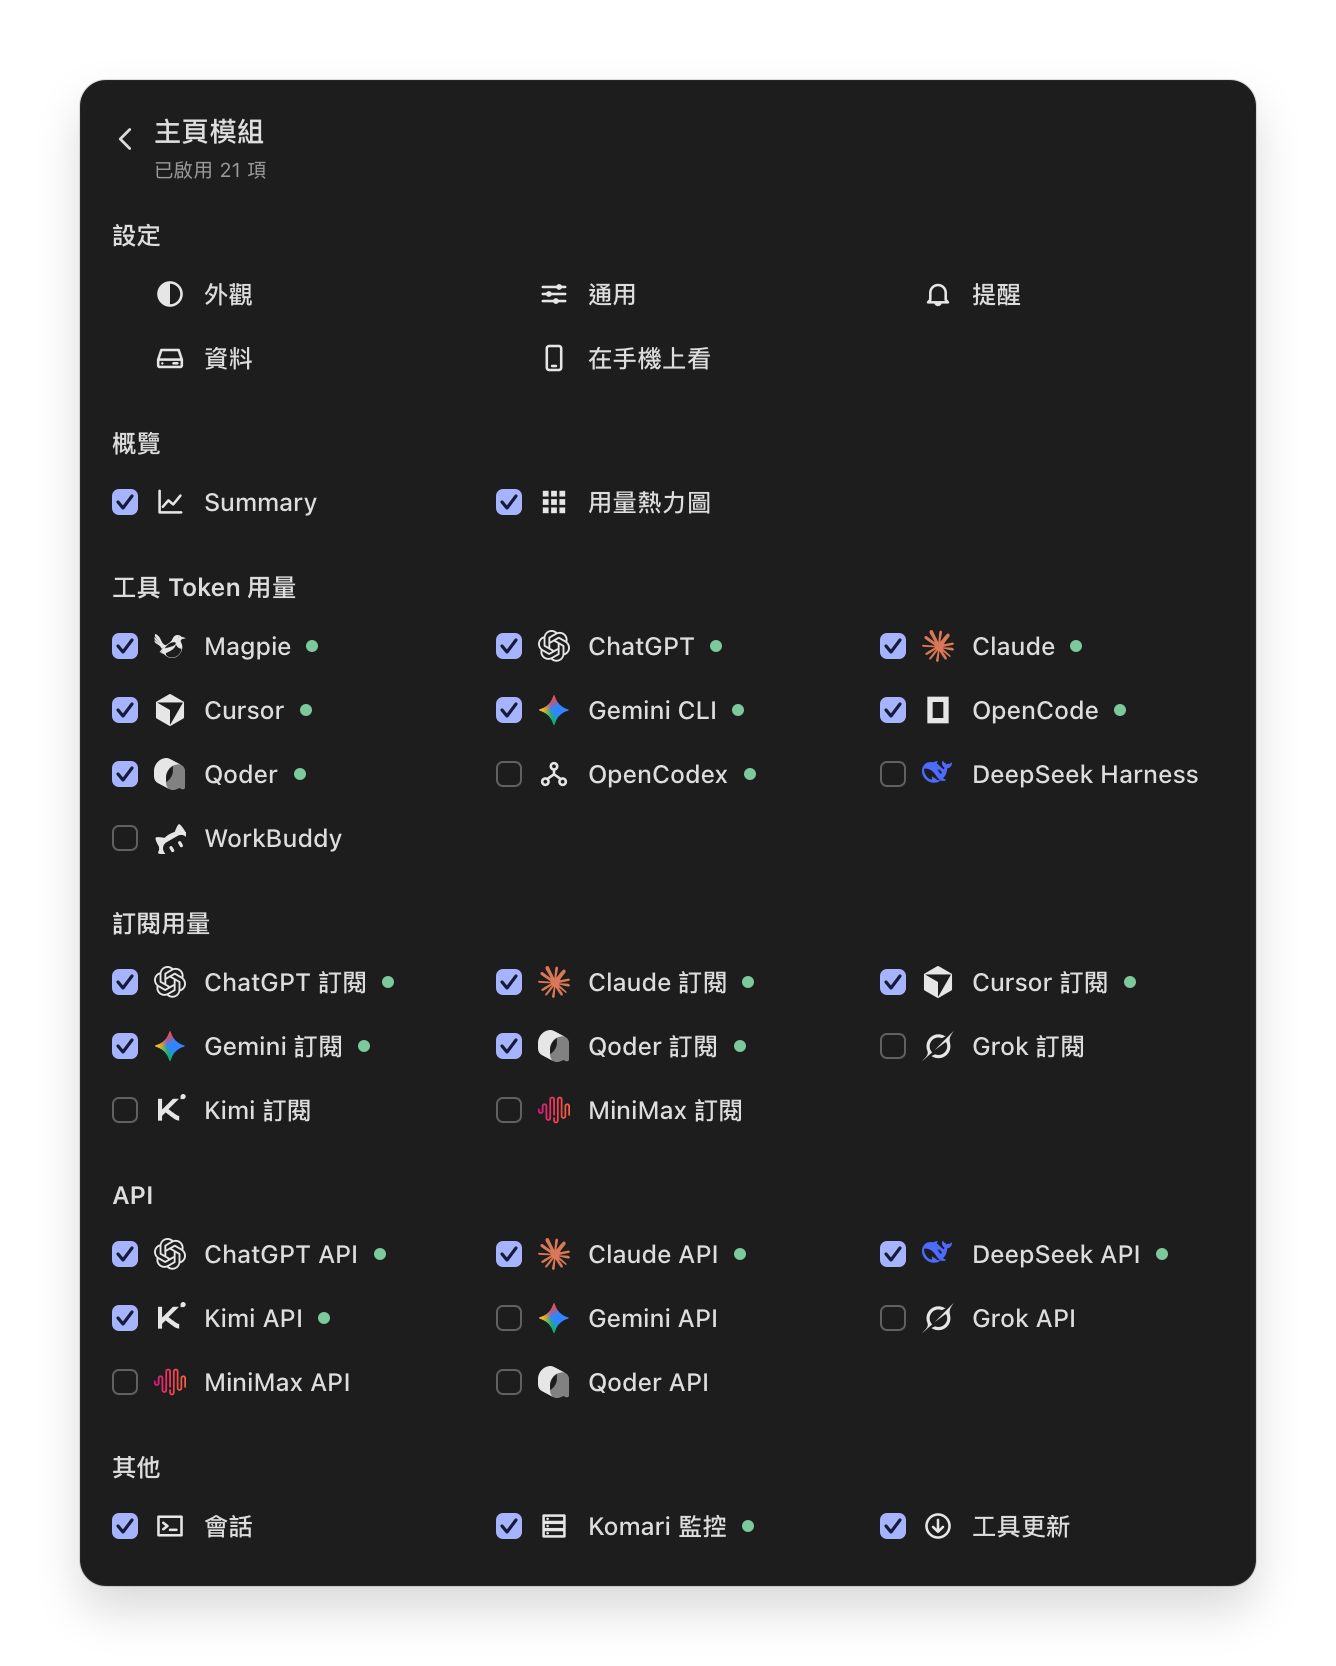 主頁模組
已啟用 21 項
設定
外觀
通用
提醒
資料
在手機上看
概覽
Summary
用量熱力圖
工具 Token 用量
Magpie
ChatGPT
Claude
Cursor
Gemini CLI
OpenCode
Qoder
OpenCodex
DeepSeek Harness
WorkBuddy
訂閱用量
ChatGPT 訂閱
Claude 訂閱
Cursor 訂閱
Gemini 訂閱
Qoder 訂閱
Grok 訂閱
Kimi 訂閱
MiniMax 訂閱
API
ChatGPT API
Claude API
DeepSeek API
Kimi API
Gemini API
Grok API
MiniMax API
Qoder API
其他
會話
Komari 監控
工具更新